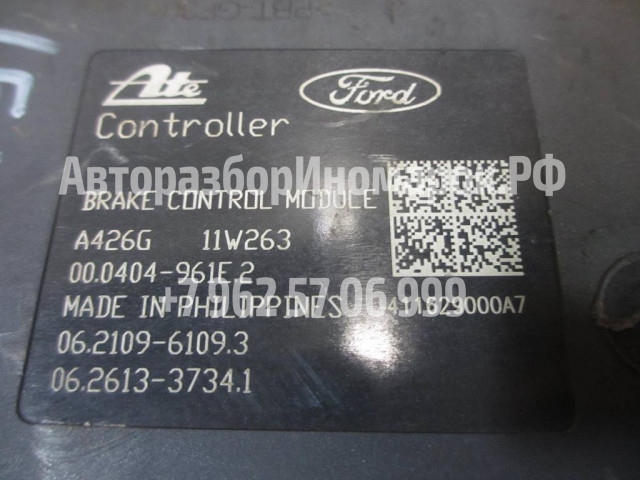 Ate
Ford
Controller
АвторазборИномарок.РФ
BRAKE CONTROL MODULE
A426G 11W263
00.0404-961E.2
+7 962 57 06 999
MADE IN PHILIPPINES
06.2109-6109.3
06.2613-3734.1